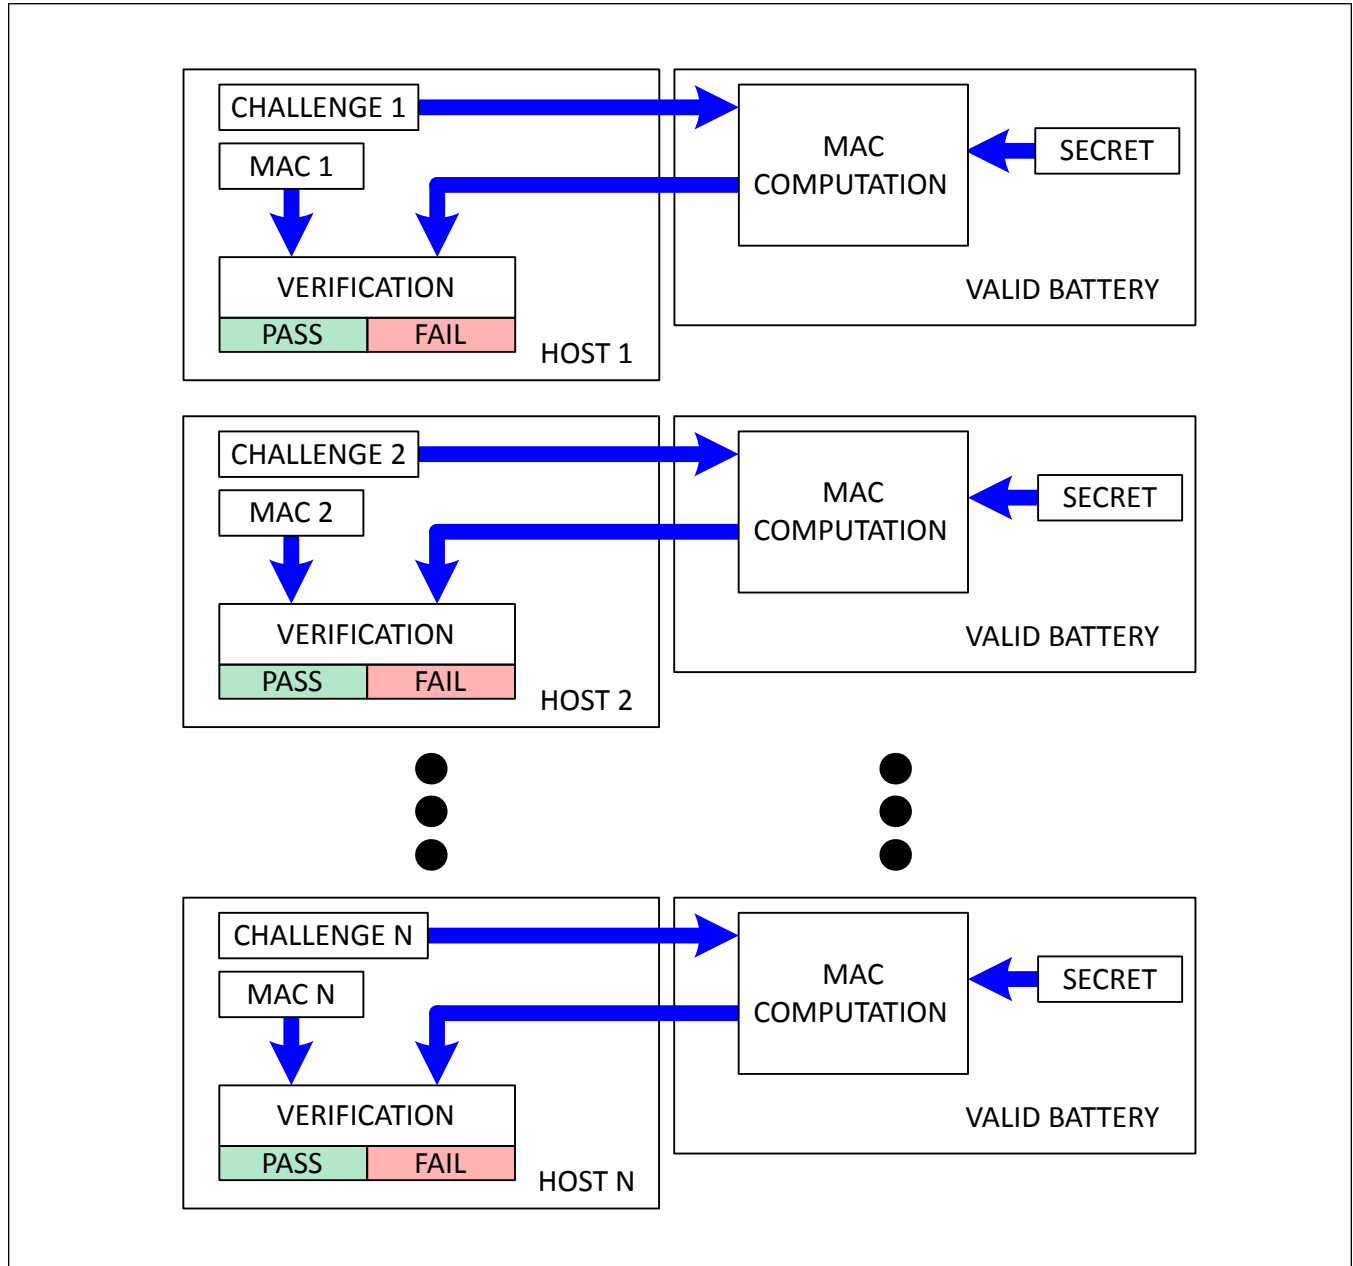 CHALLENGE 1
MAC 1
MAC
COMPUTATION
SECRET
VERIFICATION
PASS FAIL
HOST 1
VALID BATTERY
CHALLENGE 2
MAC 2
MAC
COMPUTATION
SECRET
VERIFICATION
PASS FAIL
HOST 2
VALID BATTERY
CHALLENGE N
MAC N
MAC
COMPUTATION
SECRET
VERIFICATION
PASS FAIL
HOST N
VALID BATTERY